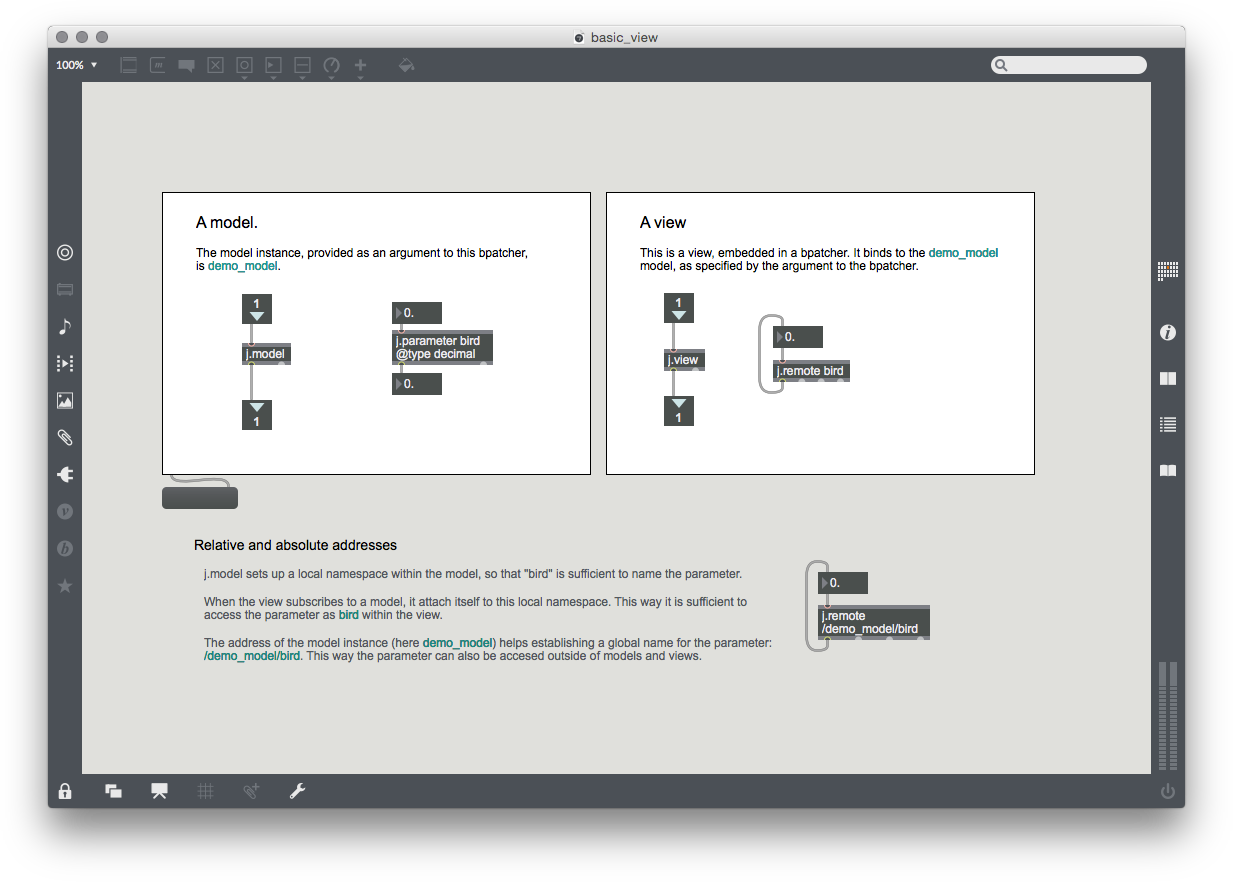 basic_view
100%
A model.
The model instance, provided as an argument to this bpatcher,
is demo_model.
1
j.model
1
0.
j.parameter bird
@type decimal
0.
A view
This is a view, embedded in a bpatcher. It binds to the demo_model
model, as specified by the argument to the bpatcher.
1
j.view
1
0.
j.remote bird
Relative and absolute addresses
j.model sets up a local namespace within the model, so that "bird" is sufficient to name the parameter.
When the view subscribes to a model, it attach itself to this local namespace. This way it is sufficient to
access the parameter as bird within the view.
The address of the model instance (here demo_model) helps establishing a global name for the parameter:
/demo_model/bird. This way the parameter can also be accesed outside of models and views.
0.
j.remote
/demo_model/bird